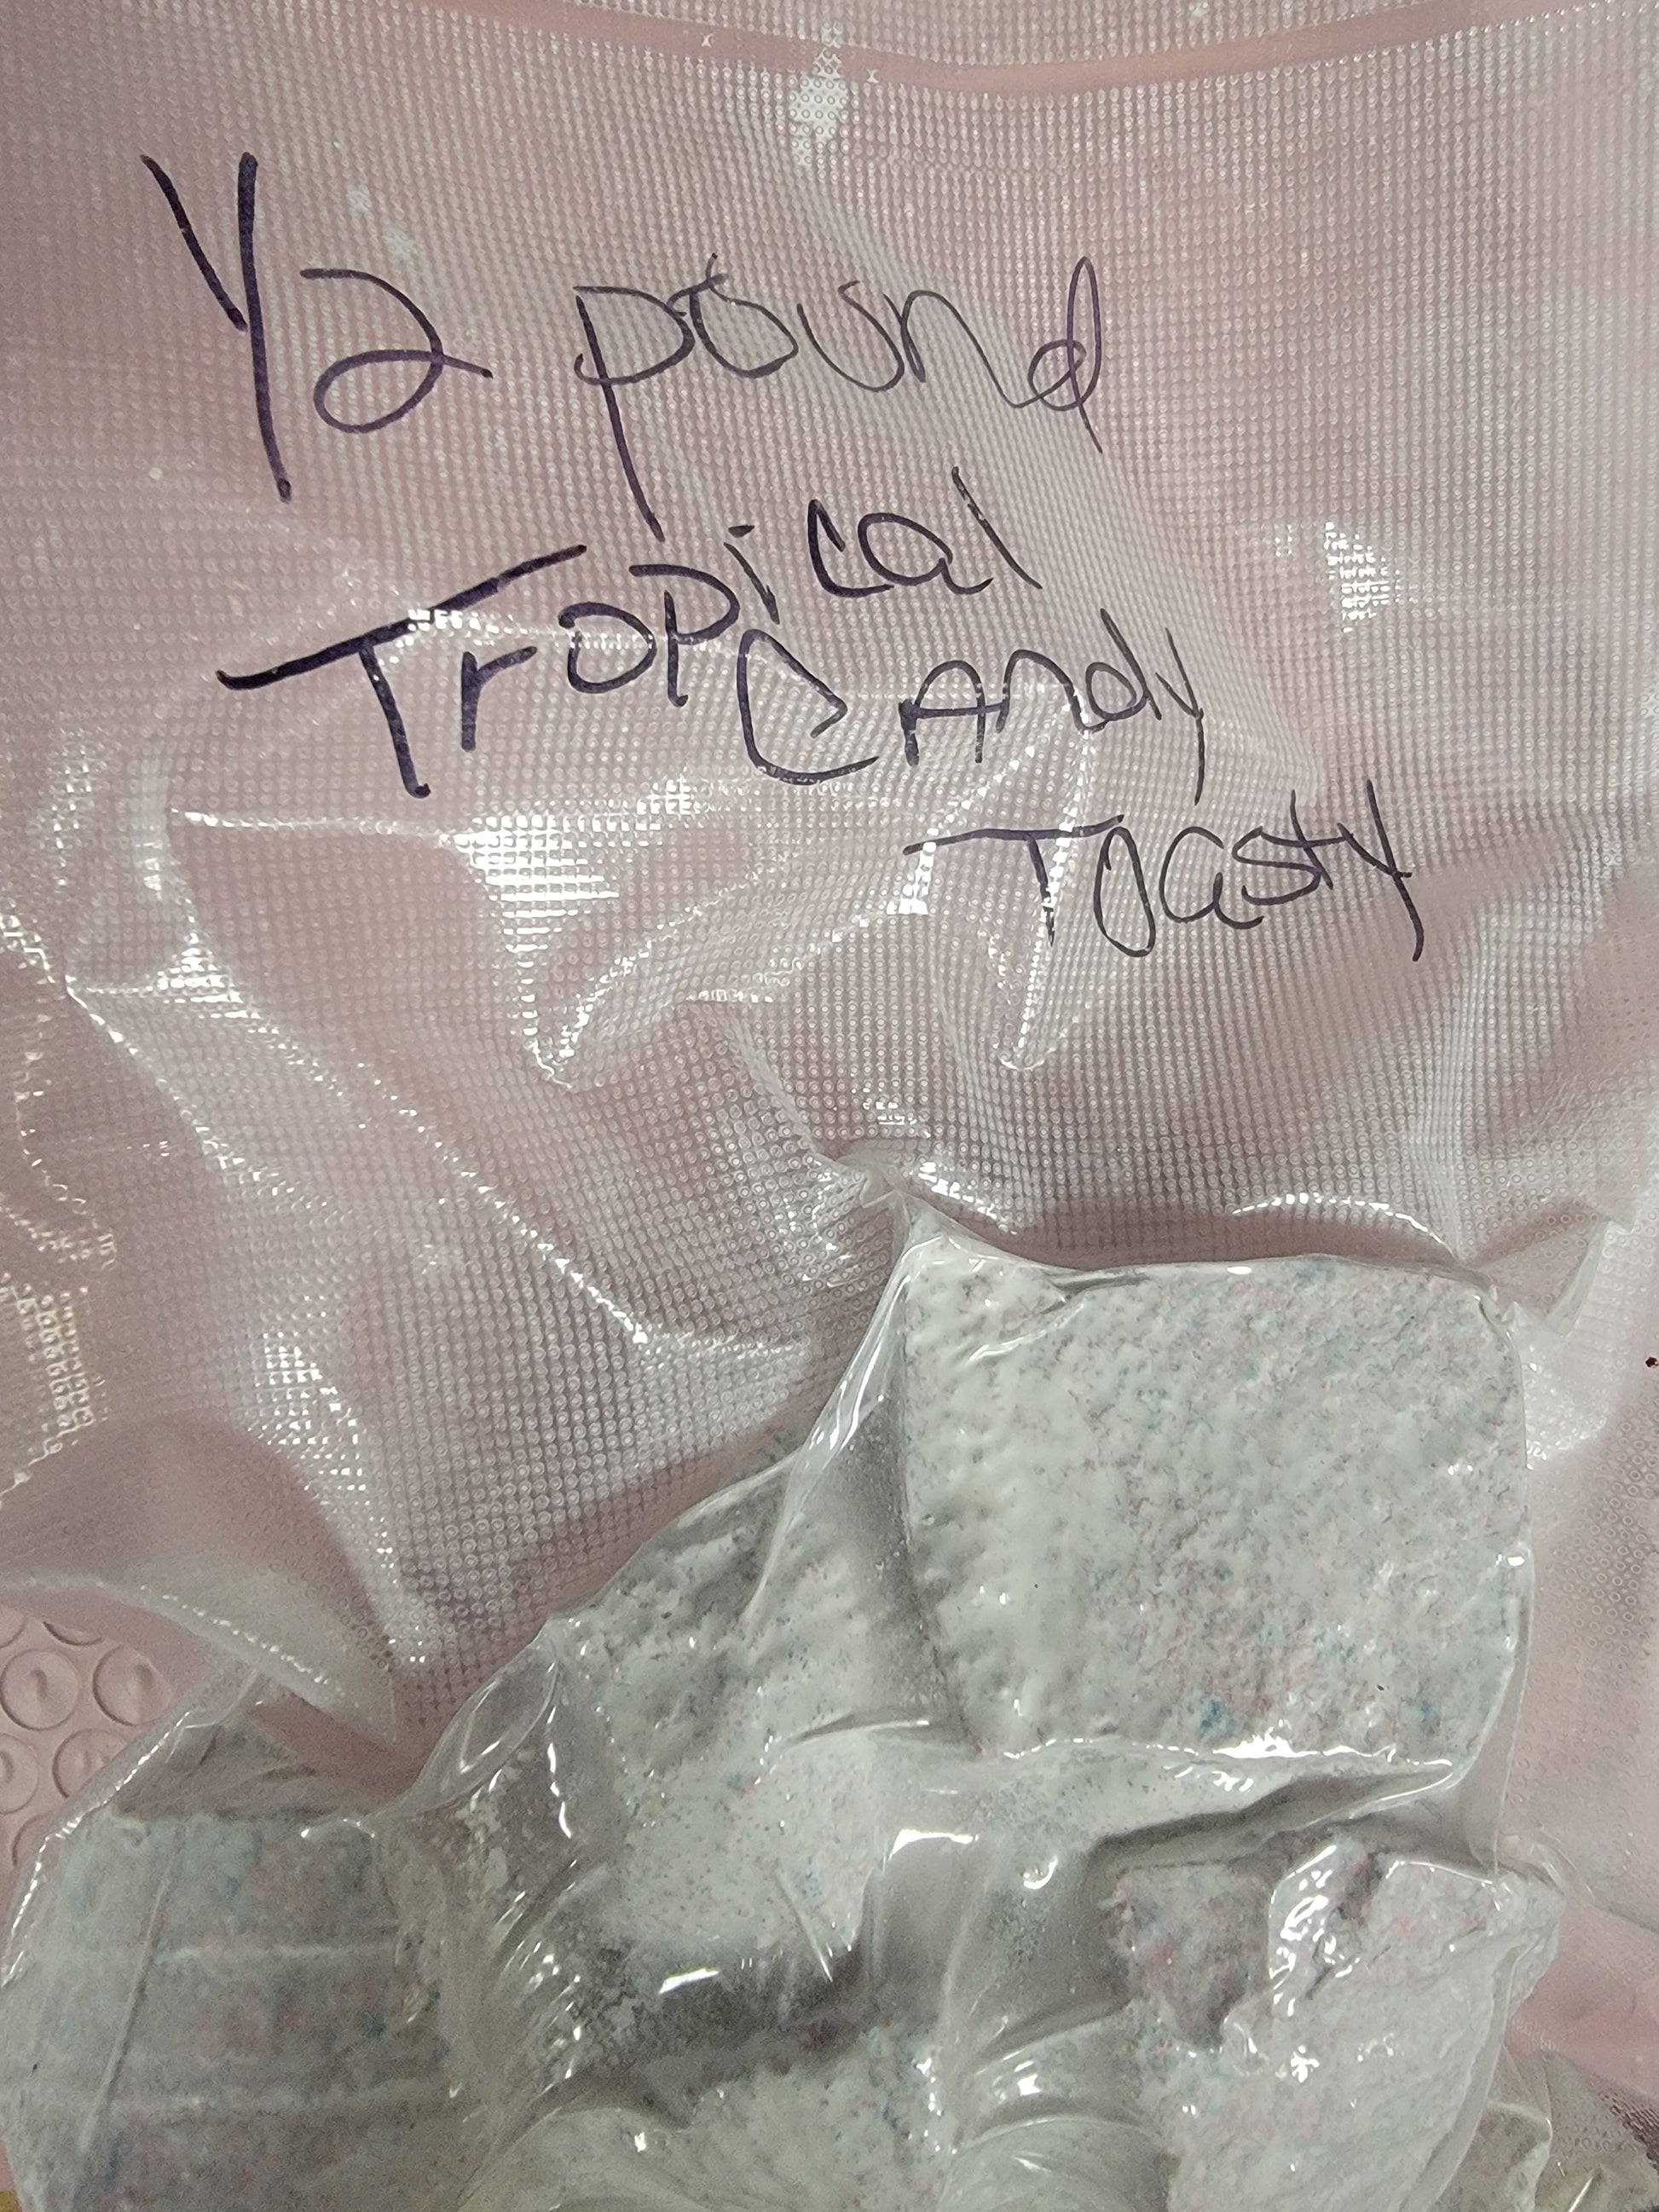 1/2 pound
Tropical
Candy
Toasty